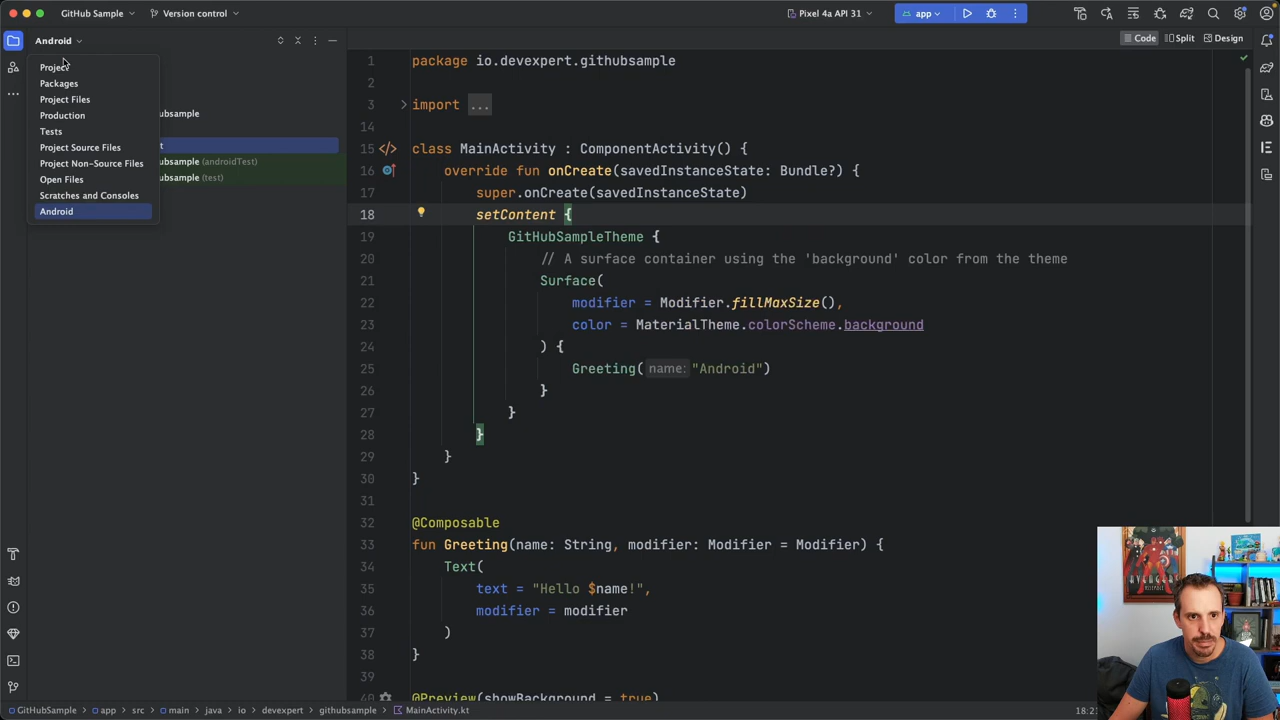 GitHub Sample
Version control
Pixel 4a API 31
app
Android
Code
Split
Design
Project
Packages
Project Files
Production
Tests
Project Source Files
Project Non-Source Files
Open Files
Scratches and Consoles
Android
hubsample
t
hubsample (androidTest)
hubsample (test)
1 package io.devexpert.githubsample
2
3 import ...
14
15 class MainActivity : ComponentActivity() {
16 override fun onCreate(savedInstanceState: Bundle?) {
17 super.onCreate(savedInstanceState)
18 setContent {
19 GitHubSampleTheme {
20 // A surface container using the 'background' color from the theme
21 Surface(
22 modifier = Modifier.fillMaxSize(),
23 color = MaterialTheme.colorScheme.background
24 ) {
25 Greeting( name: "Android")
26 }
27 }
28 }
29 }
30 }
31
32 @Composable
33 fun Greeting(name: String, modifier: Modifier = Modifier) {
34 Text(
35 text = "Hello $name!",
36 modifier = modifier
37 )
38 }
39
40 @Preview(showBackground = true)
AVENGERS
GitHubSample > app > src > main > java > io > devexpert > githubsample > MainActivity.kt
18:21